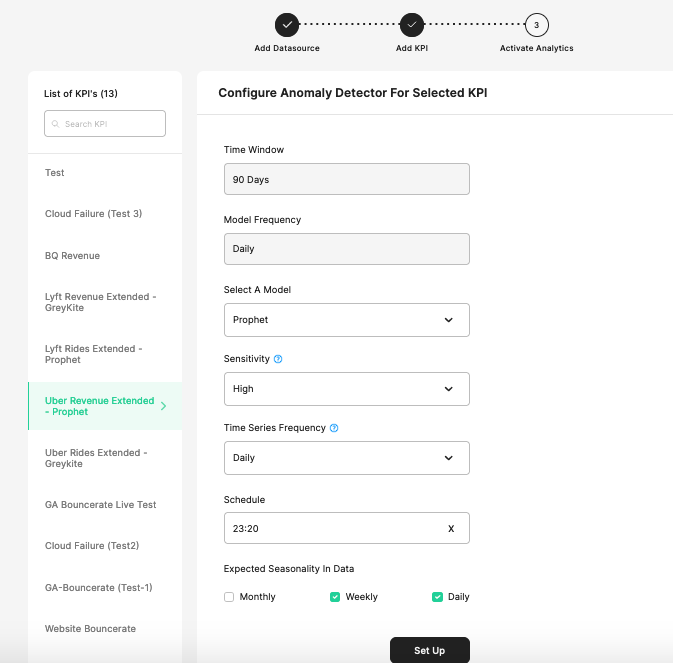 3
Add Datasource
Add KPI
Activate Analytics
List of KPI's (13)
Search KPI
Test
Cloud Failure (Test 3)
BQ Revenue
Lyft Revenue Extended -
GreyKite
Lyft Rides Extended -
Prophet
Uber Revenue Extended
- Prophet
Uber Rides Extended -
Greykite
GA Bouncerate Live Test
Cloud Failure (Test2)
GA-Bouncerate (Test-1)
Website Bouncerate
Configure Anomaly Detector For Selected KPI
Time Window
90 Days
Model Frequency
Daily
Select A Model
Prophet
Sensitivity ?
High
Time Series Frequency ?
Daily
Schedule
23:20 X
Expected Seasonality In Data
Monthly Weekly Daily
Set Up